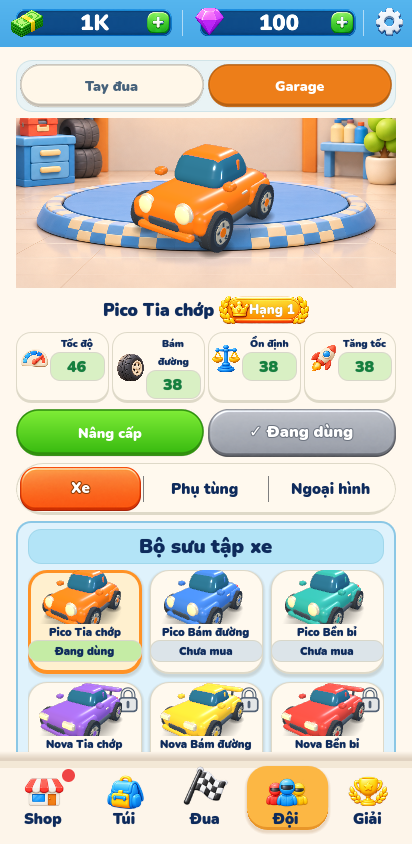 1K
+
100
+
Tay đua
Garage
Pico Tia chớp
Hạng 1
Tốc độ
46
Bám
đường
38
Ổn định
38
Tăng tốc
38
Nâng cấp
✓ Đang dùng
Xe
Phụ tùng
Ngoại hình
Bộ sưu tập xe
Pico Tia chớp
Đang dùng
Pico Bám đường
Chưa mua
Pico Bền bỉ
Chưa mua
Nova Tia chớp
Nova Bám đường
Nova Bền bỉ
Shop
Túi
Đua
Đội
Giải